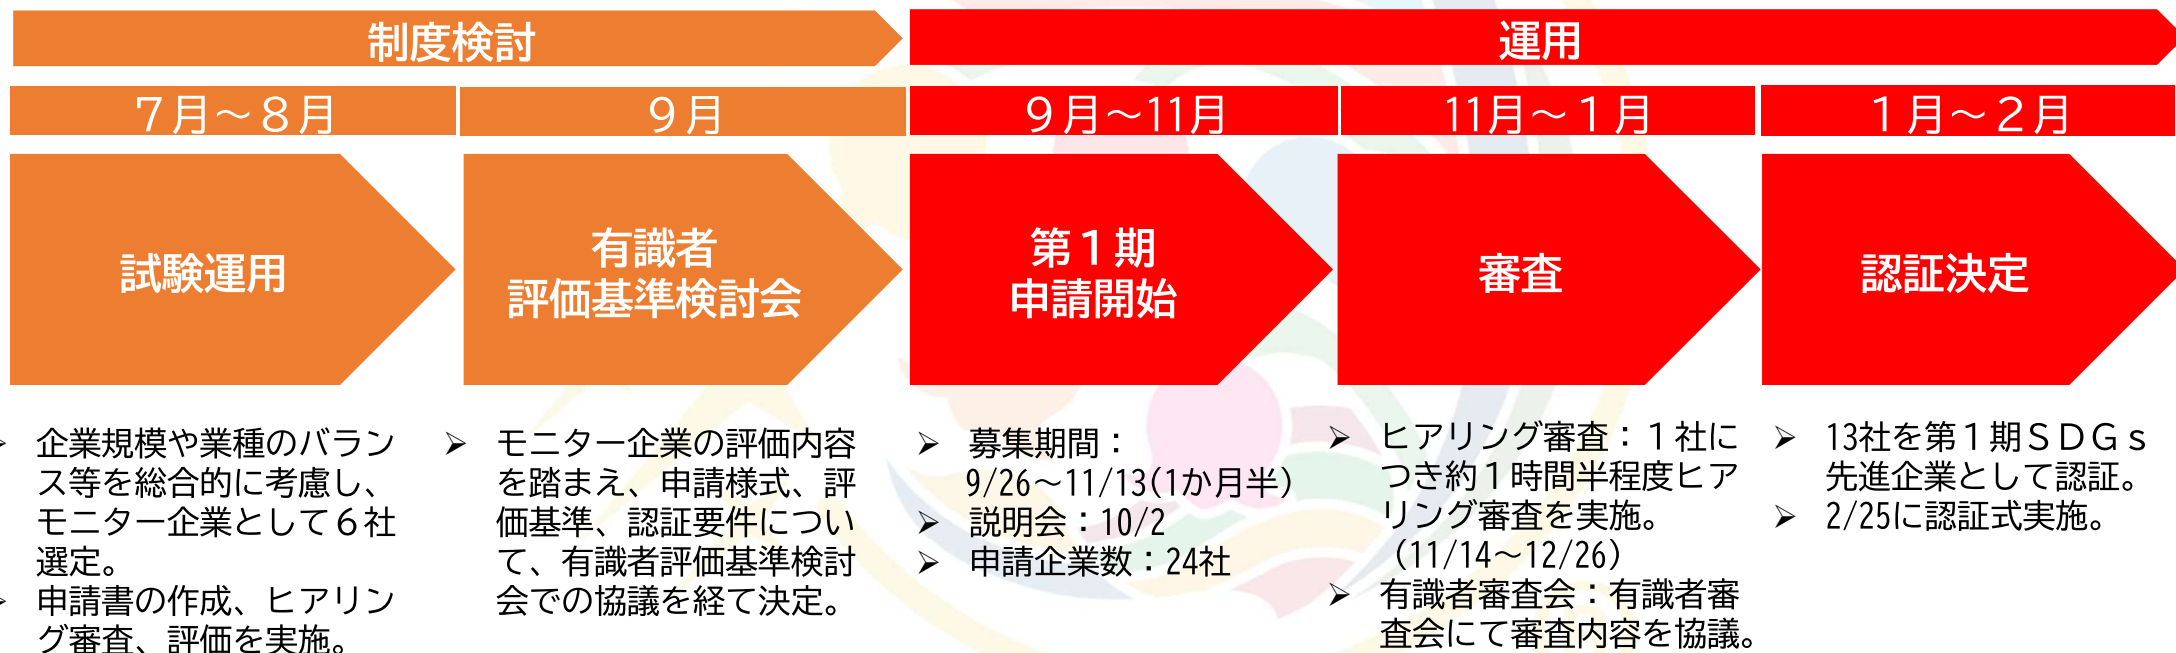 制度検討
運用
７月～８月
９月
９月～11月
11月～１月
１月～２月
試験運用
有識者
評価基準検討会
第１期
申請開始
審査
認証決定
➢ 企業規模や業種のバラン
ス等を総合的に考慮し、
モニター企業として６社
選定。
➢ 申請書の作成、ヒアリン
グ審査、評価を実施。
➢ モニター企業の評価内容
を踏まえ、申請様式、評
価基準、認証要件につい
て、有識者評価基準検討
会での協議を経て決定。
➢ 募集期間：
9/26～11/13(1か月半)
➢ 説明会：10/2
➢ 申請企業数：24社
➢ ヒアリング審査：１社に
つき約１時間半程度ヒア
リング審査を実施。
（11/14～12/26）
➢ 有識者審査会：有識者審
査会にて審査内容を協議。
➢ 13社を第１期ＳＤＧｓ
先進企業として認証。
➢ 2/25に認証式実施。